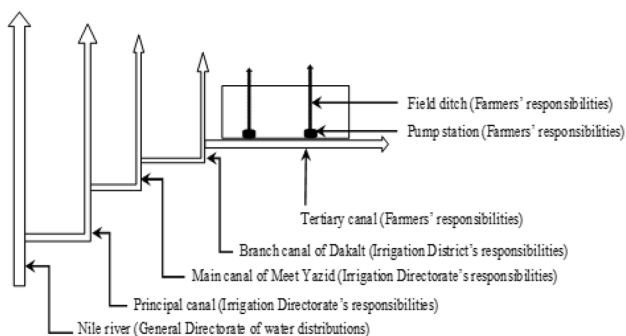 Field ditch (Farmers' responsibilities)
Pump station (Farmers' responsibilities)
Tertiary canal (Farmers' responsibilities)
Branch canal of Dakalt (Irrigation District's responsibilities)
Main canal of Meet Yazid (Irrigation Directorate's responsibilities)
Principal canal (Irrigation Directorate's responsibilities)
Nile river (General Directorate of water distributions)